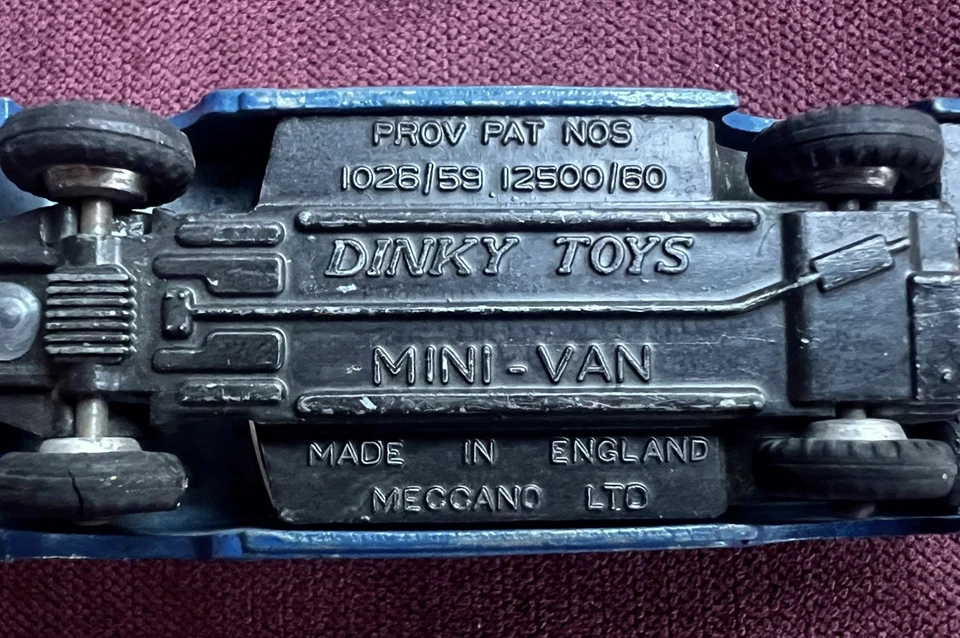 PROV PAT NOS
1026/59 12500/60
DINKY TOYS
MINI-VAN
MADE IN ENGLAND
MECCANO LTD